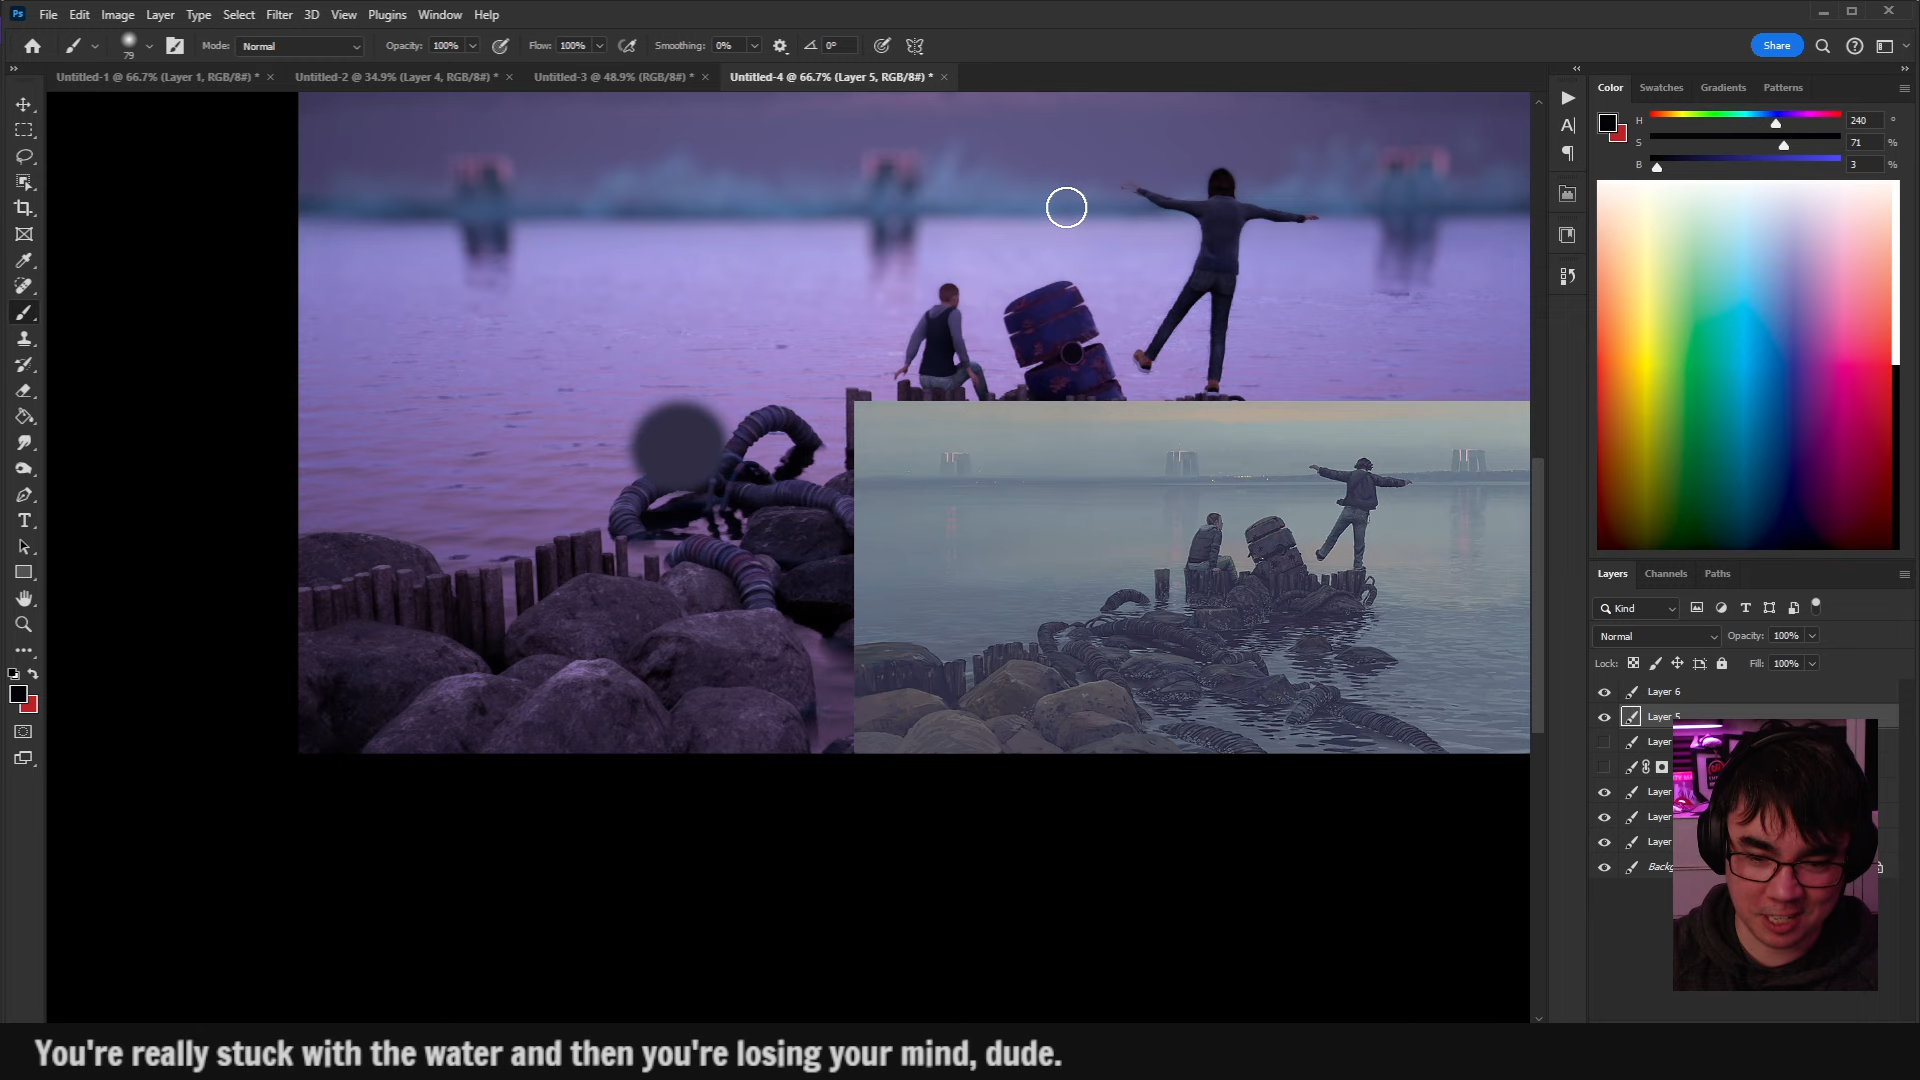 Ps File Edit Image Layer Type Select Filter 3D View Plugins Window Help
79 Mode: Normal Opacity: 100% Flow: 100% Smoothing: 0% 0° Share
Untitled-1 @ 66.7% (Layer 1, RGB/8#) * Untitled-2 @ 34.9% (Layer 4, RGB/8#) * Untitled-3 @ 48.9% (RGB/8#) * Untitled-4 @ 66.7% (Layer 5, RGB/8#) *
Color Swatches Gradients Patterns
H 240 °
S 71 %
B 3 %
Layers Channels Paths
Kind
Normal Opacity: 100%
Lock: Fill: 100%
Layer 6
Layer 5
Layer
Layer
Layer
Layer
You're really stuck with the water and then you're losing your mind, dude.